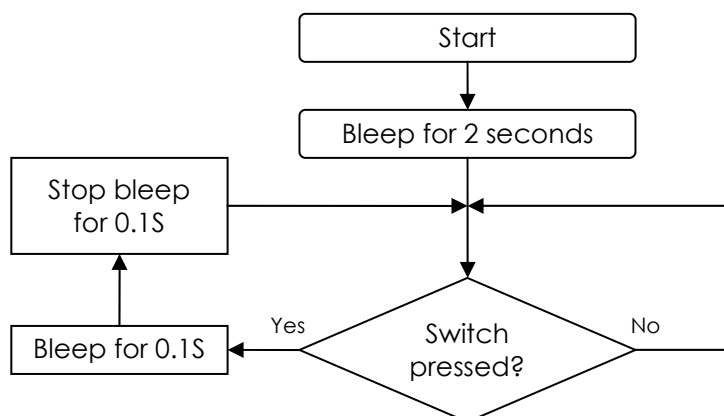 Start
Bleep for 2 seconds
Stop bleep
for 0.1S
Yes
Switch
pressed?
No
Bleep for 0.1S